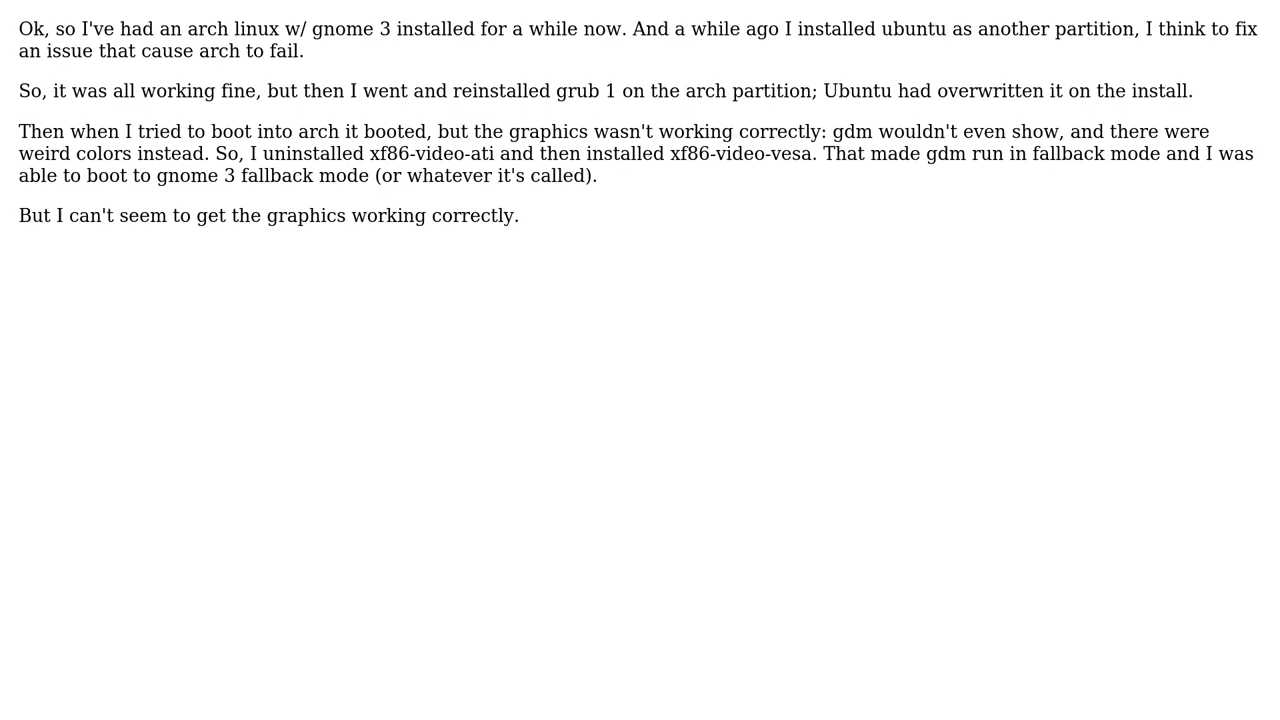 Ok, so I've had an arch linux w/ gnome 3 installed for a while now. And a while ago I installed ubuntu as another partition, I think to fix
an issue that cause arch to fail.
So, it was all working fine, but then I went and reinstalled grub 1 on the arch partition; Ubuntu had overwritten it on the install.
Then when I tried to boot into arch it booted, but the graphics wasn't working correctly: gdm wouldn't even show, and there were
weird colors instead. So, I uninstalled xf86-video-ati and then installed xf86-video-vesa. That made gdm run in fallback mode and I was
able to boot to gnome 3 fallback mode (or whatever it's called).
But I can't seem to get the graphics working correctly.